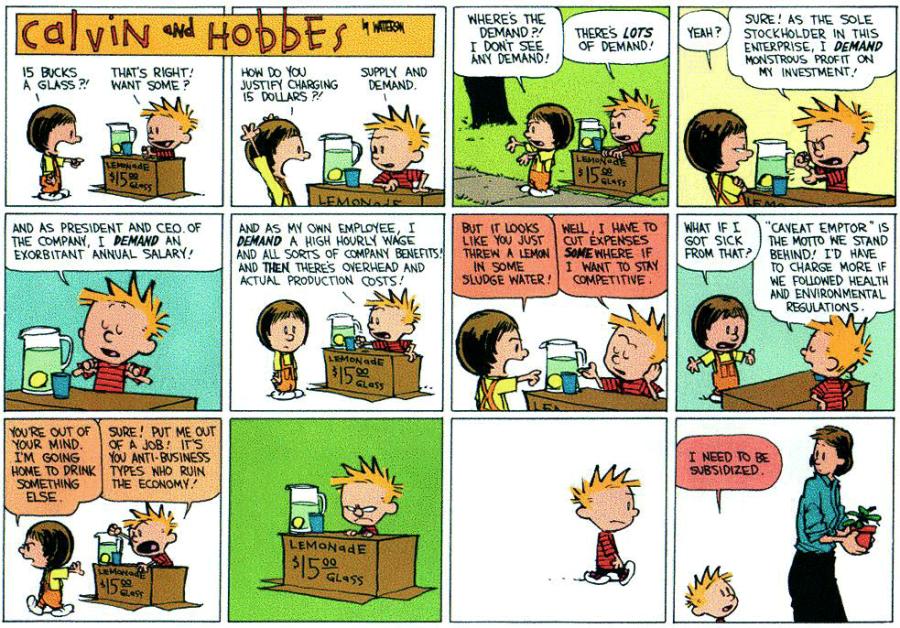 calvin and Hobbes by WATTERSON
15 BUCKS
A GLASS?!
THAT'S RIGHT!
WANT SOME?
LEMONADE
$15.00
GLASS
HOW DO YOU
JUSTIFY CHARGING
15 DOLLARS?!
SUPPLY AND
DEMAND.
LEMONADE
WHERE'S THE
DEMAND?!
I DON'T SEE
ANY DEMAND!
THERE'S LOTS
OF DEMAND!
LEMONADE
$15.00
GLASS
YEAH?
SURE! AS THE SOLE
STOCKHOLDER IN THIS
ENTERPRISE, I DEMAND
MONSTROUS PROFIT ON
MY INVESTMENT!
LEM
AND AS PRESIDENT AND CEO OF
THE COMPANY, I DEMAND AN
EXORBITANT ANNUAL SALARY!
AND AS MY OWN EMPLOYEE, I
DEMAND A HIGH HOURLY WAGE
AND ALL SORTS OF COMPANY BENEFITS!
AND THEN THERE'S OVERHEAD AND
ACTUAL PRODUCTION COSTS!
LEMONADE
$15.00
GLASS
BUT IT LOOKS
LIKE YOU JUST
THREW A LEMON
IN SOME
SLUDGE WATER!
WELL, I HAVE TO
CUT EXPENSES
SOMEWHERE IF
I WANT TO STAY
COMPETITIVE.
LEM
WHAT IF I
GOT SICK
FROM THAT?
"CAVEAT EMPTOR" IS
THE MOTTO WE STAND
BEHIND! I'D HAVE
TO CHARGE MORE IF
WE FOLLOWED HEALTH
AND ENVIRONMENTAL
REGULATIONS.
YOU'RE OUT OF
YOUR MIND.
I'M GOING
HOME TO DRINK
SOMETHING
ELSE.
SURE! PUT ME OUT
OF A JOB! IT'S
YOU ANTI-BUSINESS
TYPES WHO RUIN
THE ECONOMY!
LEMONADE
$15.00
GLASS
LEMONADE
$15.00
GLASS
I NEED TO BE
SUBSIDIZED.